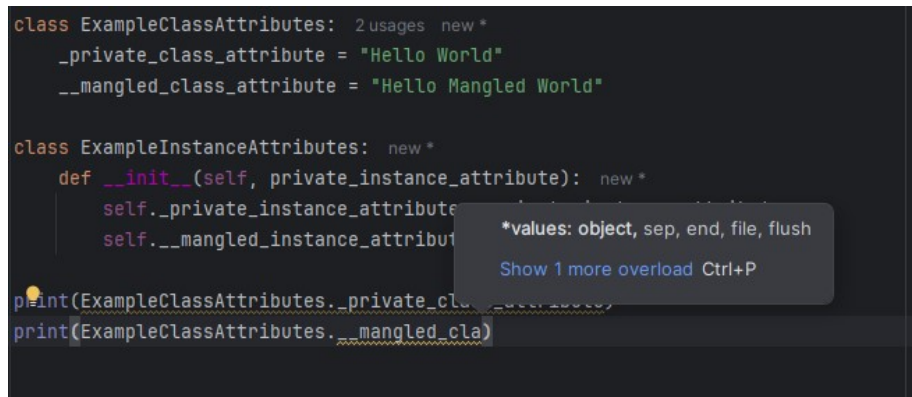 class ExampleClassAttributes: 2 usages new *
_private_class_attribute = "Hello World"
__mangled_class_attribute = "Hello Mangled World"
class ExampleInstanceAttributes: new *
def __init__(self, private_instance_attribute): new *
self._private_instance_attribute
self.__mangled_instance_attribut
*values: object, sep, end, file, flush
Show 1 more overload Ctrl+P
print(ExampleClassAttributes._private_class_attribute)
print(ExampleClassAttributes.__mangled_cla)